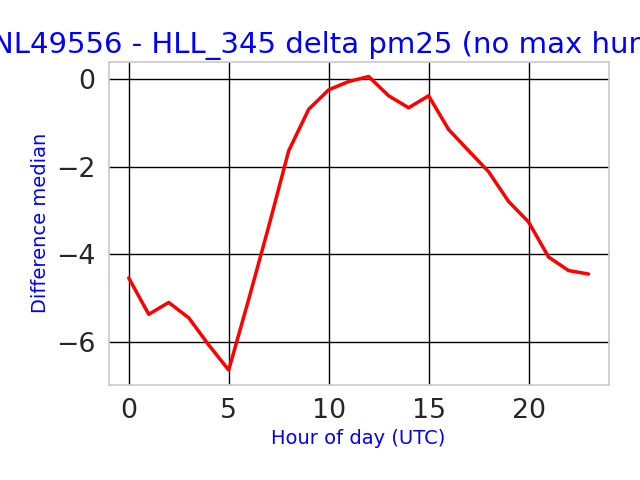 NL49556 - HLL_345 delta pm25 (no max hum
0
−2
−4
−6
Difference median
0 5 10 15 20
Hour of day (UTC)